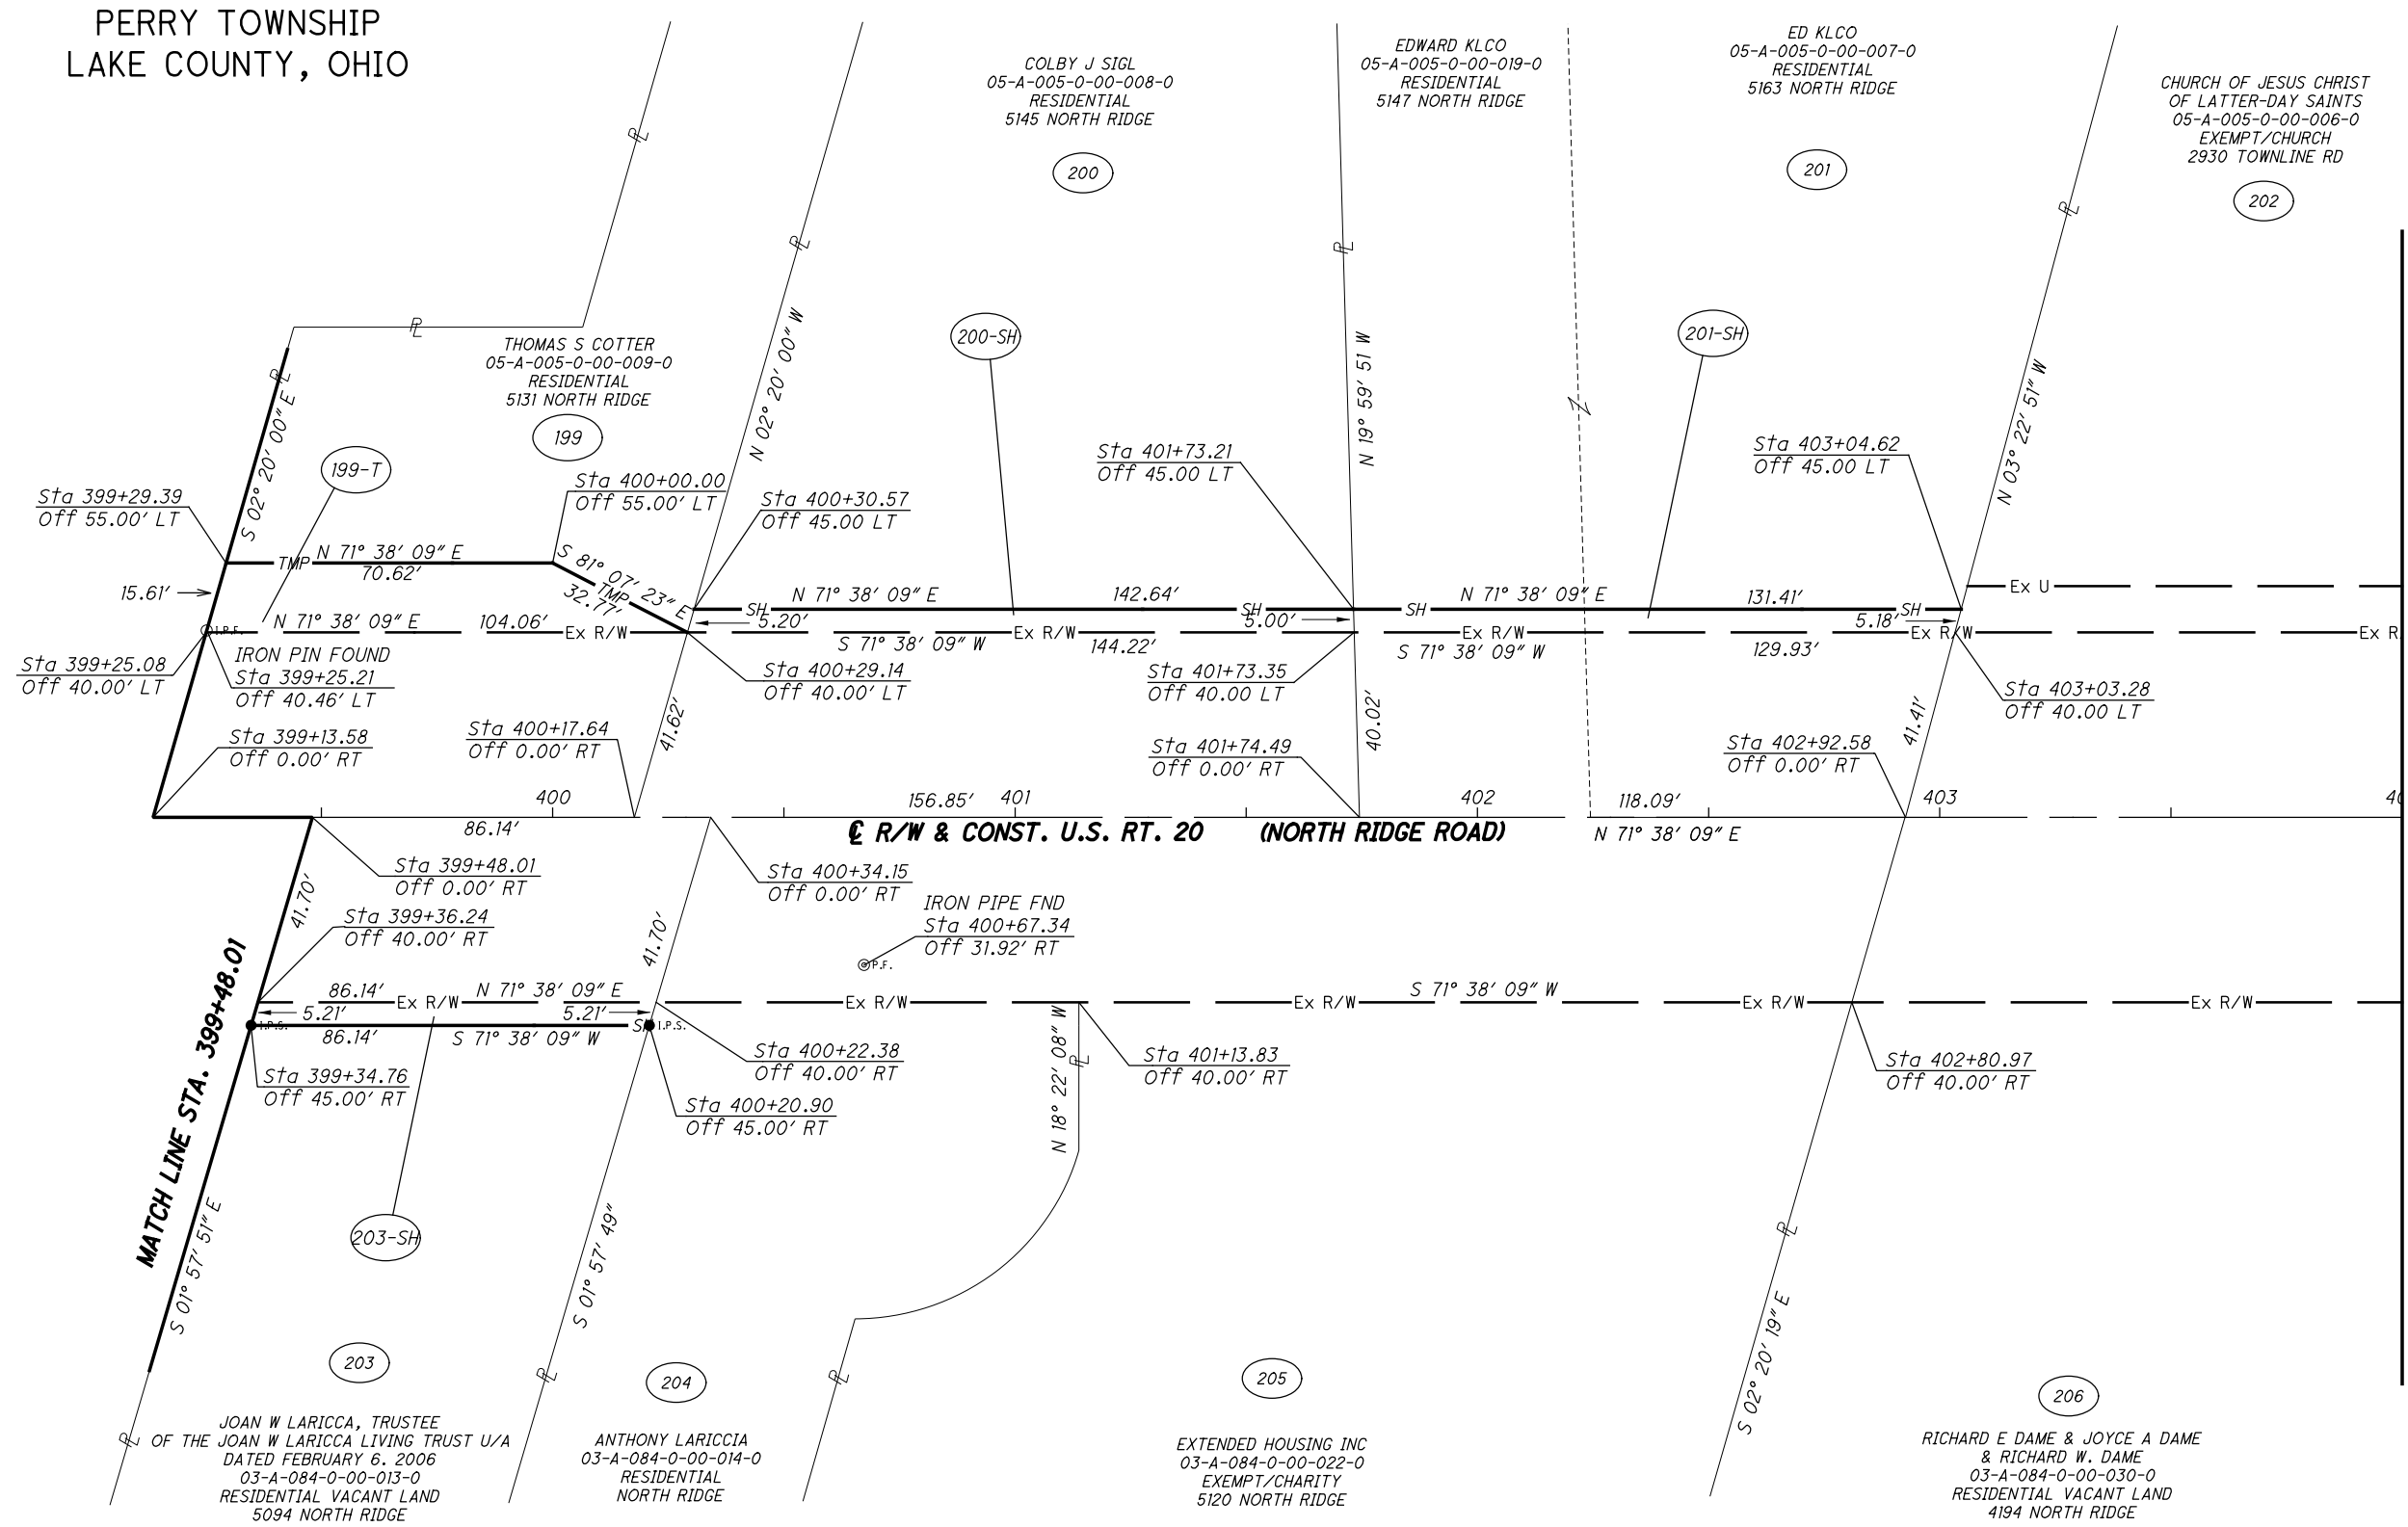 PERRY TOWNSHIP
LAKE COUNTY, OHIO
COLBY J SIGL
05-A-005-0-00-008-0
RESIDENTIAL
5145 NORTH RIDGE
200
EDWARD KLCO
05-A-005-0-00-019-0
RESIDENTIAL
5147 NORTH RIDGE
ED KLCO
05-A-005-0-00-007-0
RESIDENTIAL
5163 NORTH RIDGE
201
CHURCH OF JESUS CHRIST
OF LATTER-DAY SAINTS
05-A-005-0-00-006-0
EXEMPT/CHURCH
2930 TOWNLINE RD
202
PL
PL
PL
PL
PL
PL
THOMAS S COTTER
05-A-005-0-00-009-0
RESIDENTIAL
5131 NORTH RIDGE
199
199-T
200-SH
201-SH
S 02° 20' 00" E
N 02° 20' 00" W
N 19° 59' 51 W
N 03° 22' 51" W
Sta 399+29.39
Off 55.00' LT
Sta 400+00.00
Off 55.00' LT
Sta 400+30.57
Off 45.00 LT
Sta 401+73.21
Off 45.00 LT
Sta 403+04.62
Off 45.00 LT
TMP
N 71° 38' 09" E
70.62'
S 81° 07' 23" E
TMP
32.77'
15.61'
SH
N 71° 38' 09" E
142.64'
SH
SH
N 71° 38' 09" E
131.41'
SH
Ex U
5.20'
5.00'
5.18'
I.P.F.
N 71° 38' 09" E
104.06'
Ex R/W
S 71° 38' 09" W
Ex R/W
144.22'
Ex R/W
S 71° 38' 09" W
129.93'
Ex R/W
Ex R
Sta 399+25.08
Off 40.00' LT
IRON PIN FOUND
Sta 399+25.21
Off 40.46' LT
Sta 400+29.14
Off 40.00' LT
Sta 401+73.35
Off 40.00 LT
Sta 403+03.28
Off 40.00 LT
Sta 399+13.58
Off 0.00' RT
Sta 400+17.64
Off 0.00' RT
41.62'
Sta 401+74.49
Off 0.00' RT
40.02'
Sta 402+92.58
Off 0.00' RT
41.41'
400
156.85'
401
402
118.09'
403
40
86.14'
℄ R/W & CONST. U.S. RT. 20 (NORTH RIDGE ROAD)
N 71° 38' 09" E
Sta 399+48.01
Off 0.00' RT
Sta 400+34.15
Off 0.00' RT
41.70'
Sta 399+36.24
Off 40.00' RT
41.70'
IRON PIPE FND
Sta 400+67.34
Off 31.92' RT
P.F.
MATCH LINE STA. 399+48.01
86.14'
Ex R/W
N 71° 38' 09" E
Ex R/W
Ex R/W
S 71° 38' 09" W
Ex R/W
Ex R/W
5.21'
5.21'
I.P.S.
86.14'
S 71° 38' 09" W
SH
I.P.S.
N 18° 22' 08" W
PL
Sta 399+34.76
Off 45.00' RT
Sta 400+22.38
Off 40.00' RT
Sta 400+20.90
Off 45.00' RT
Sta 401+13.83
Off 40.00' RT
Sta 402+80.97
Off 40.00' RT
203-SH
S 01° 57' 51" E
S 01° 57' 49"
S 02° 20' 19" E
PL
PL
PL
PL
203
JOAN W LARICCA, TRUSTEE
OF THE JOAN W LARICCA LIVING TRUST U/A
DATED FEBRUARY 6. 2006
03-A-084-0-00-013-0
RESIDENTIAL VACANT LAND
5094 NORTH RIDGE
204
ANTHONY LARICCIA
03-A-084-0-00-014-0
RESIDENTIAL
NORTH RIDGE
205
EXTENDED HOUSING INC
03-A-084-0-00-022-0
EXEMPT/CHARITY
5120 NORTH RIDGE
206
RICHARD E DAME & JOYCE A DAME
& RICHARD W. DAME
03-A-084-0-00-030-0
RESIDENTIAL VACANT LAND
4194 NORTH RIDGE